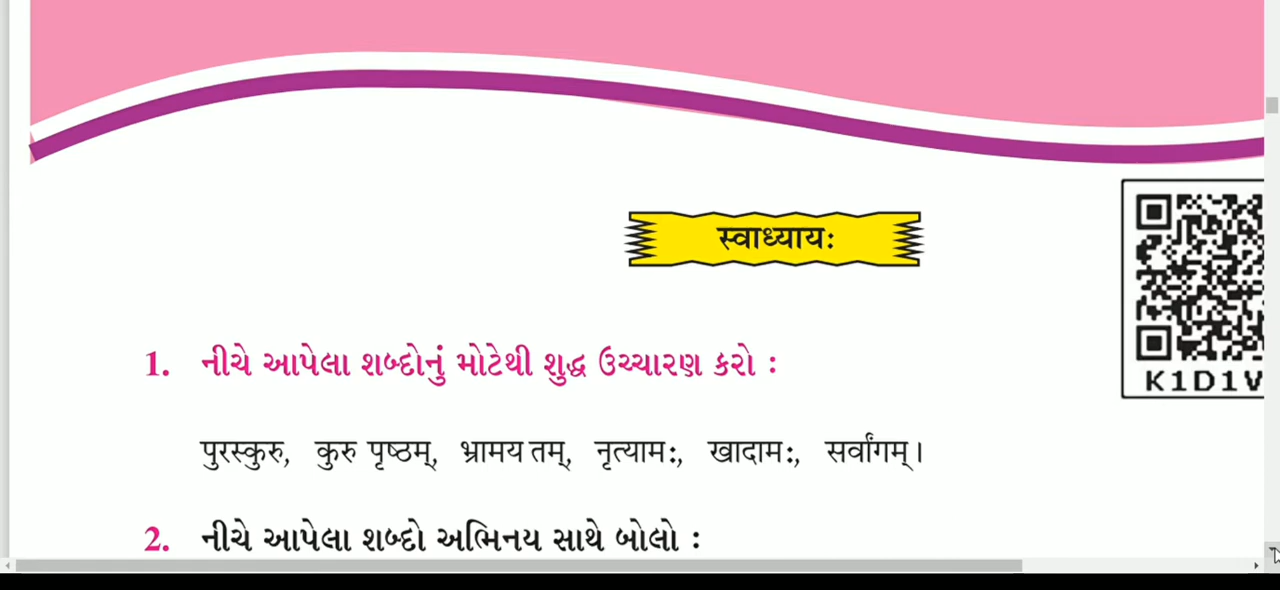 स्वाध्यायः
1. નીચે આપેલા શબ્દોનું મોટેથી શુદ્ધ ઉચ્ચારણ કરો :
K1D1V
पुरस्कुरु, कुरु पृष्ठम्, भ्रामय तम्, नृत्यामः, खादामः, सर्वांगम्।
2. નીચે આપેલા શબ્દો અભિનય સાથે બોલો :